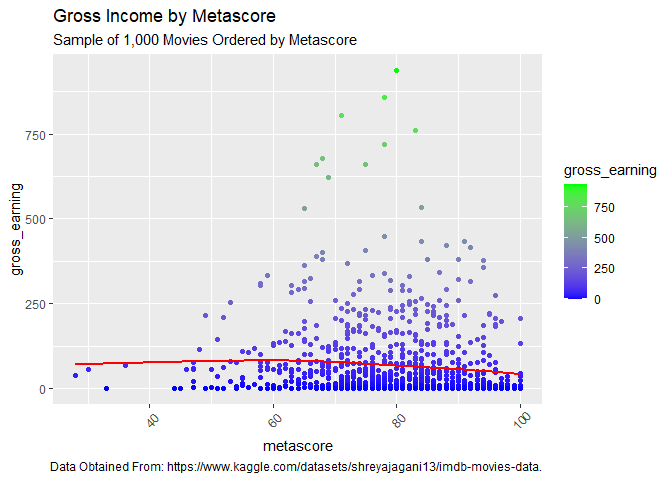 Gross Income by Metascore
Sample of 1,000 Movies Ordered by Metascore
gross_earning
750
500
250
0
40
60
80
100
metascore
gross_earning
750
500
250
0
Data Obtained From: https://www.kaggle.com/datasets/shreyajagani13/imdb-movies-data.